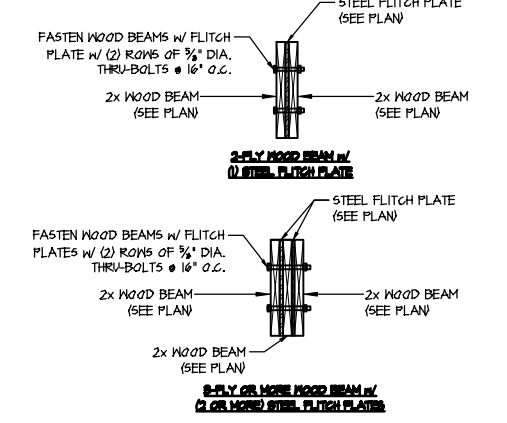 STEEL FLITCH PLATE
(SEE PLAN)
FASTEN WOOD BEAMS w/ FLITCH
PLATE w/ (2) ROWS OF 5/8" DIA.
THRU-BOLTS @ 16" O.C.
2x WOOD BEAM
(SEE PLAN)
2x WOOD BEAM
(SEE PLAN)
2-PLY WOOD BEAM w/
(1) STEEL FLITCH PLATE
STEEL FLITCH PLATE
(SEE PLAN)
FASTEN WOOD BEAMS w/ FLITCH
PLATES w/ (2) ROWS OF 5/8" DIA.
THRU-BOLTS @ 16" O.C.
2x WOOD BEAM
(SEE PLAN)
2x WOOD BEAM
(SEE PLAN)
2x WOOD BEAM
(SEE PLAN)
3-PLY OR MORE WOOD BEAM w/
(2 OR MORE) STEEL FLITCH PLATES